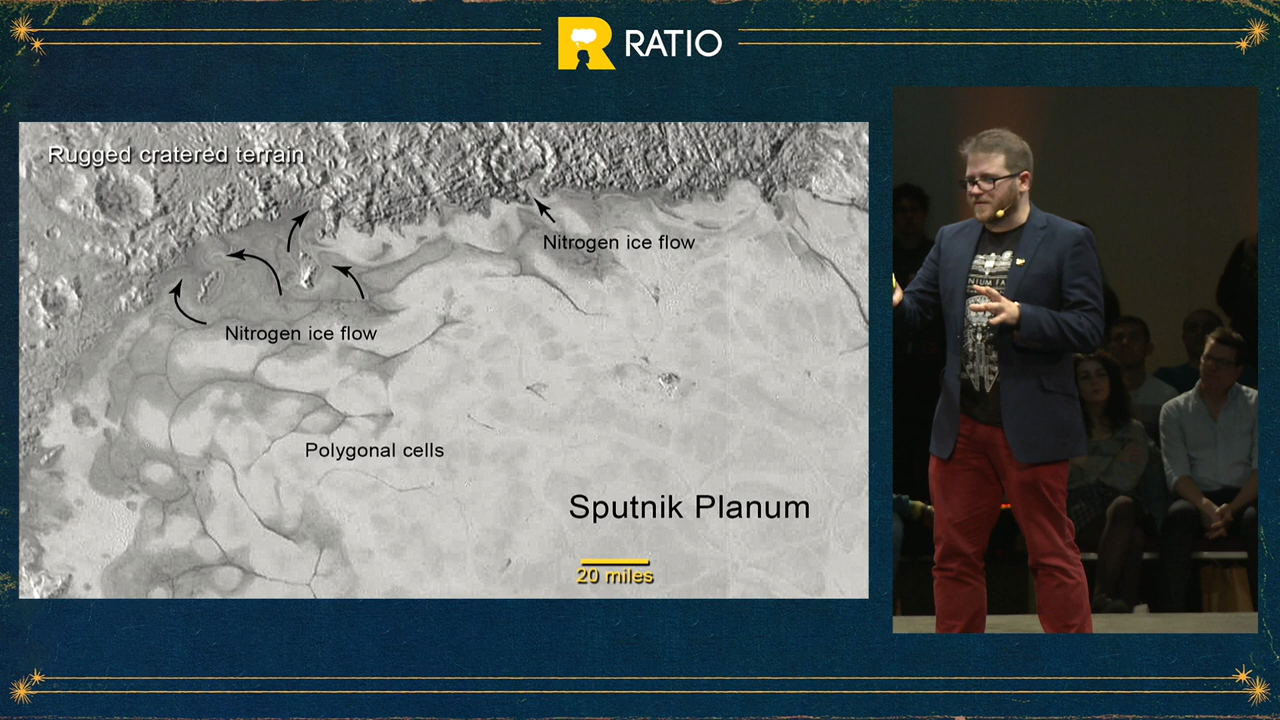 RATIO
Rugged cratered terrain
Nitrogen ice flow
Nitrogen ice flow
Polygonal cells
Sputnik Planum
20 miles